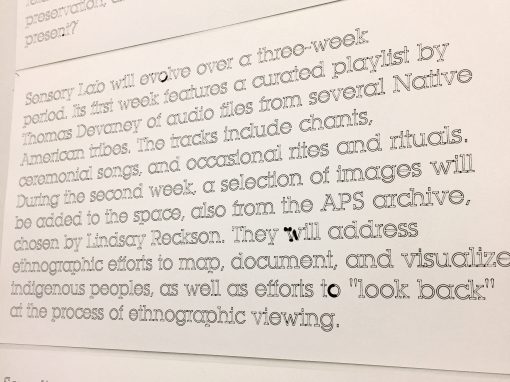 preservation,
present?
Sensory Lab will evolve over a three-week
period. Its first week features a curated playlist by
Thomas Devaney of audio files from several Native
American tribes. The tracks include chants,
ceremonial songs, and occasional rites and rituals.
During the second week, a selection of images will
be added to the space, also from the APS archive,
chosen by Lindsay Reckson. They will address
ethnographic efforts to map, document, and visualize
indigenous peoples, as well as efforts to "look back"
at the process of ethnographic viewing.